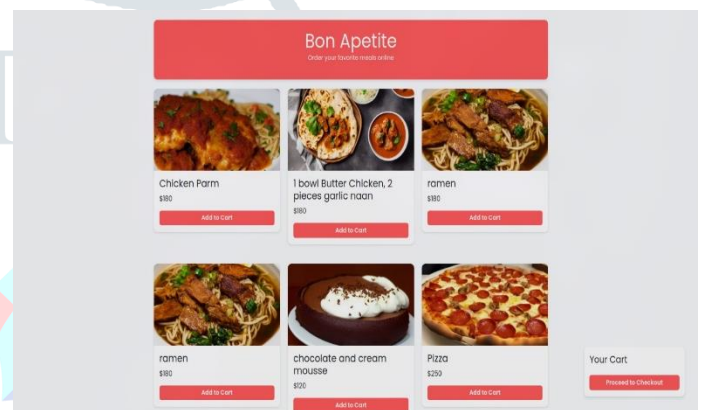 Bon Apetite
Order your favorite meals online
Chicken Parm
$180
Add to Cart
1 bowl Butter Chicken, 2
pieces garlic naan
$180
Add to Cart
ramen
$180
Add to Cart
ramen
$180
Add to Cart
chocolate and cream
mousse
$120
Add to Cart
Pizza
$250
Add to Cart
Your Cart
Proceed to Checkout